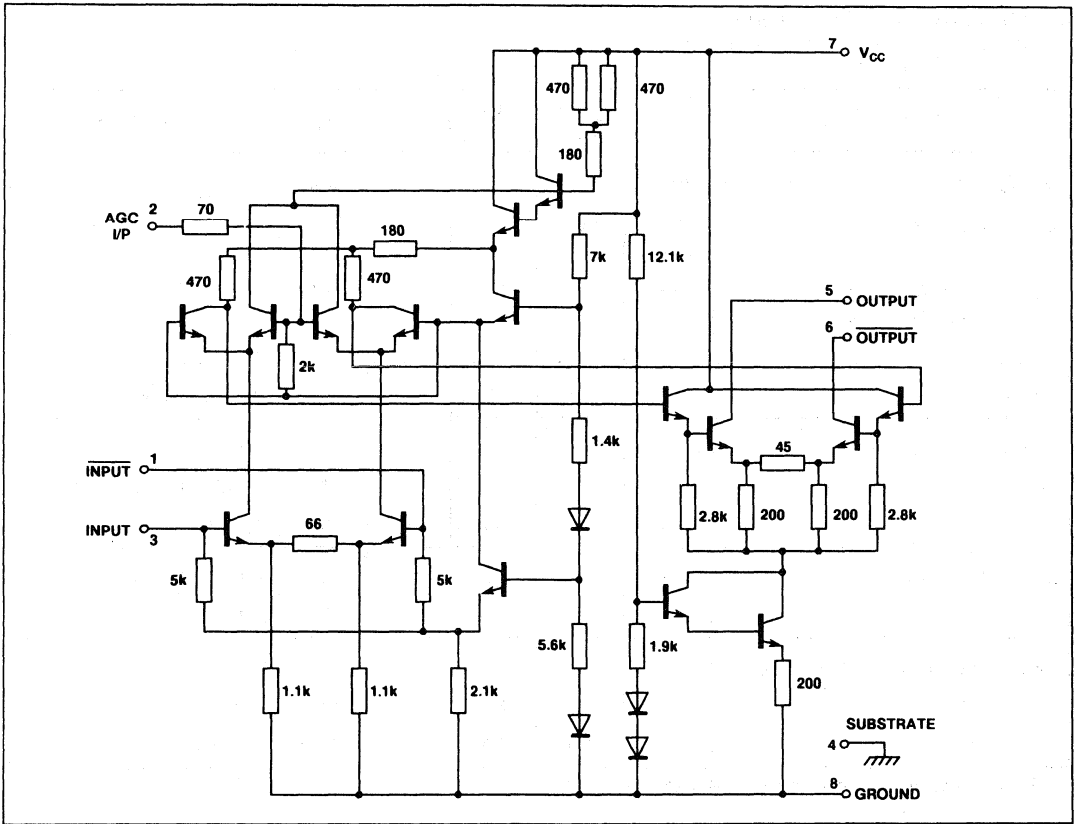 7 VCC
470 470
180
AGC I/P 2 70
180
7k 12.1k
470 470
5 OUTPUT
6 OUTPUT
2k
1.4k
45
INPUT 1
2.8k 200 200 2.8k
INPUT 3
66
5k 5k
5.6k 1.9k
1.1k 1.1k 2.1k
200
SUBSTRATE
4
8 GROUND